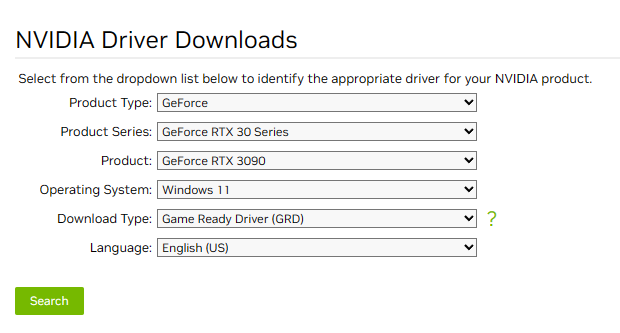 NVIDIA Driver Downloads
Select from the dropdown list below to identify the appropriate driver for your NVIDIA product.
Product Type: GeForce
Product Series: GeForce RTX 30 Series
Product: GeForce RTX 3090
Operating System: Windows 11
Download Type: Game Ready Driver (GRD) ?
Language: English (US)
Search